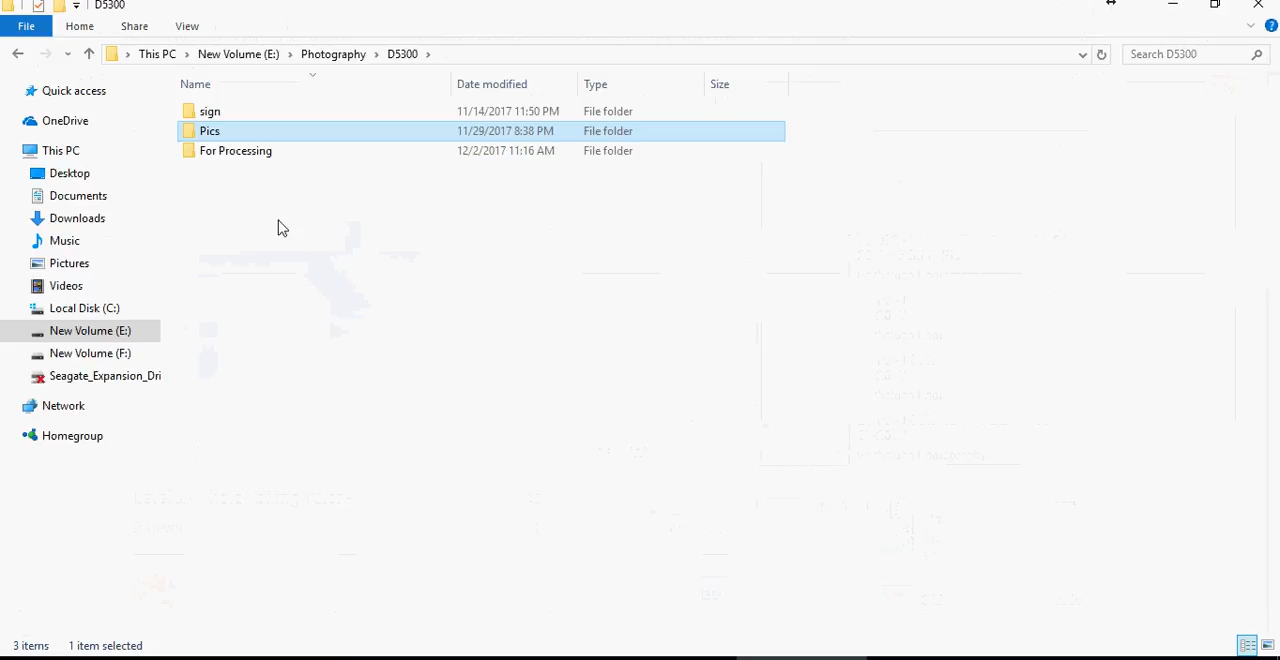 D5300
File Home Share View
This PC New Volume (E:) Photography D5300 Search D5300
Name Date modified Type Size
Quick access
OneDrive
This PC
Desktop
Documents
Downloads
Music
Pictures
Videos
Local Disk (C:)
New Volume (E:)
New Volume (F:)
Seagate_Expansion_Dri
Network
Homegroup
sign 11/14/2017 11:50 PM File folder
Pics 11/29/2017 8:38 PM File folder
For Processing 12/2/2017 11:16 AM File folder
3 items 1 item selected